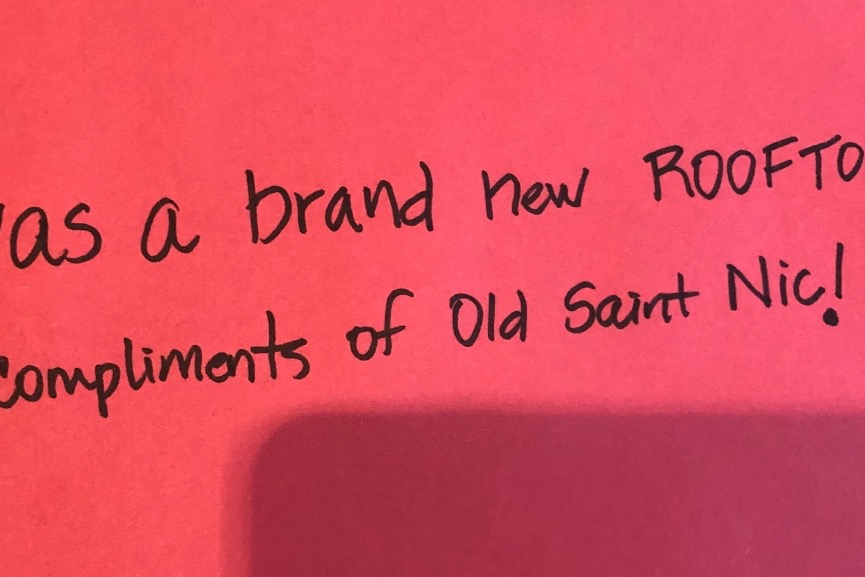 as a brand new ROOFTO
compliments of Old Saint Nic!